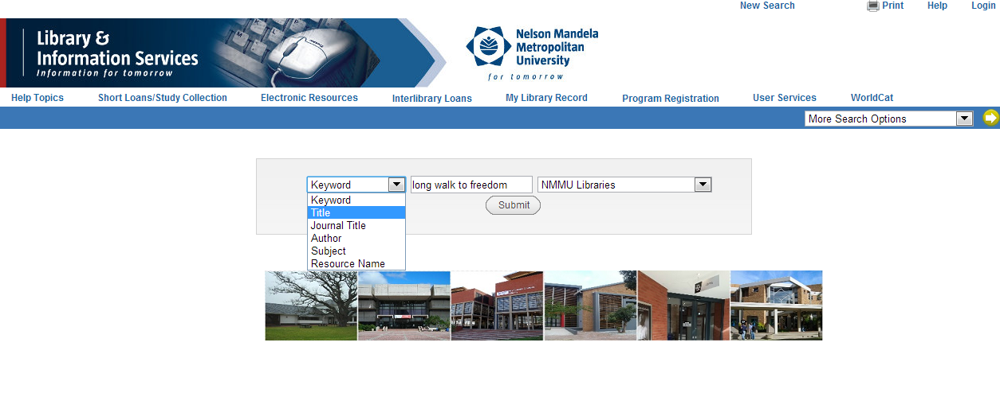 New Search Print Help Login
Library &
Information Services
Information for tomorrow
Nelson Mandela
Metropolitan
University
for tomorrow
Help Topics Short Loans/Study Collection Electronic Resources Interlibrary Loans My Library Record Program Registration User Services WorldCat
More Search Options
Keyword long walk to freedom NMMU Libraries
Keyword
Submit
Title
Journal Title
Author
Subject
Resource Name